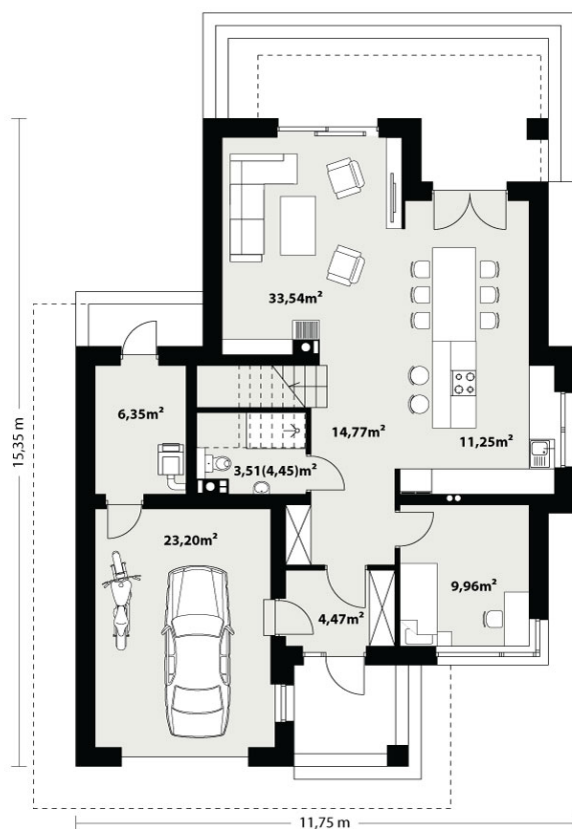 33,54m²
15,35 m
6,35m²
14,77m²
11,25m²
3,51(4,45)m²
23,20m²
9,96m²
4,47m²
11,75 m